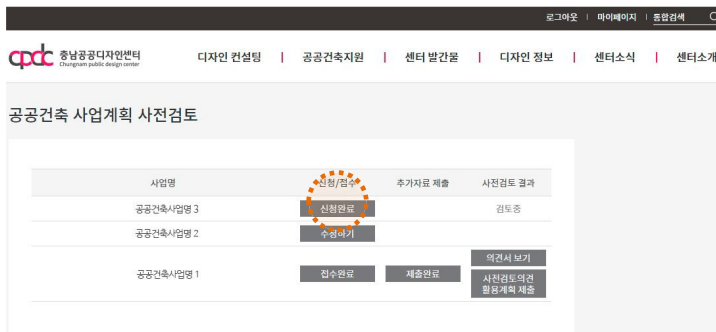 로그아웃 | 마이페이지 | 통합검색
cpdc 충남공공디자인센터
Chungnam public design center
디자인 컨설팅 | 공공건축지원 | 센터 발간물 | 디자인 정보 | 센터소식 | 센터소개
공공건축 사업계획 사전검토
사업명 신청/접수 추가자료 제출 사전검토 결과
공공건축사업명 3 신청완료 검토중
공공건축사업명 2 수정하기
공공건축사업명 1 접수완료 제출완료 의견서 보기
사전검토의견
활용계획 제출